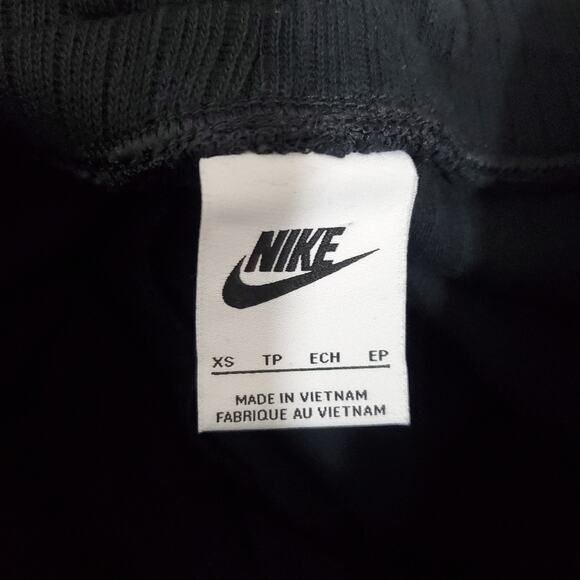 NIKE
XS TP ECH EP
MADE IN VIETNAM
FABRIQUE AU VIETNAM